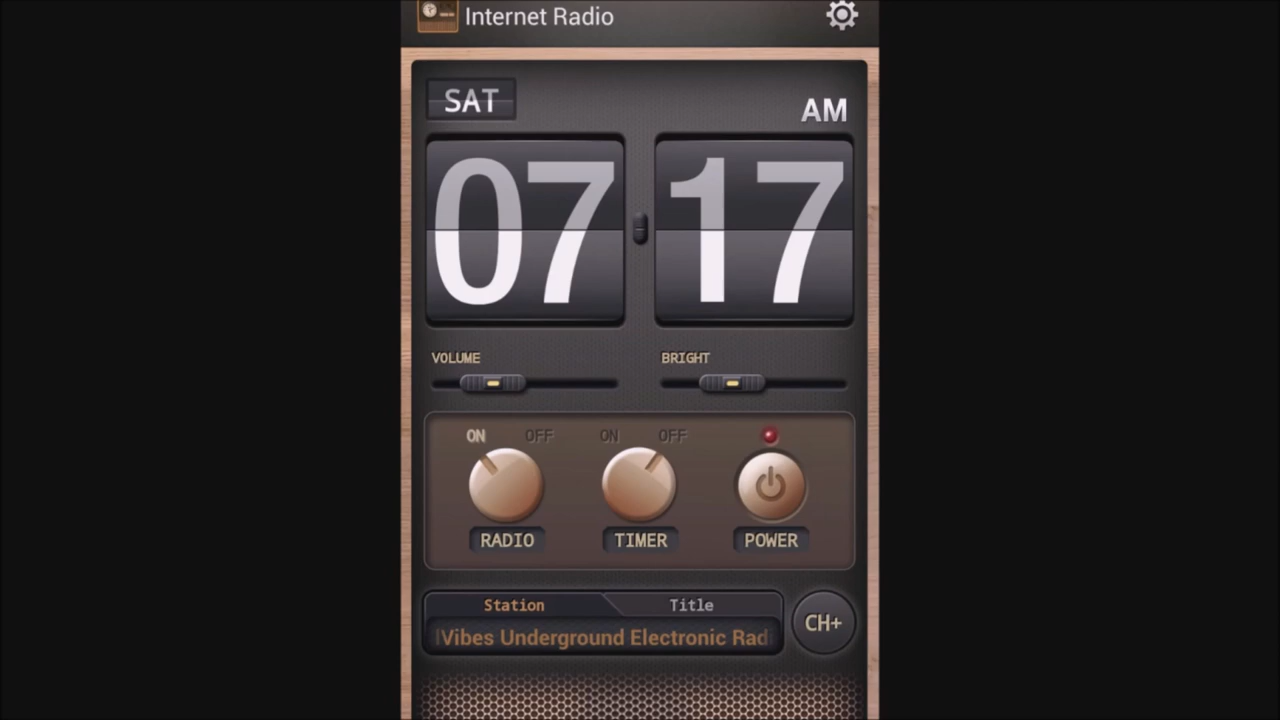 Internet Radio
SAT
AM
07 17
VOLUME BRIGHT
ON OFF ON OFF
RADIO TIMER POWER
Station Title
Vibes Underground Electronic Rad
CH+